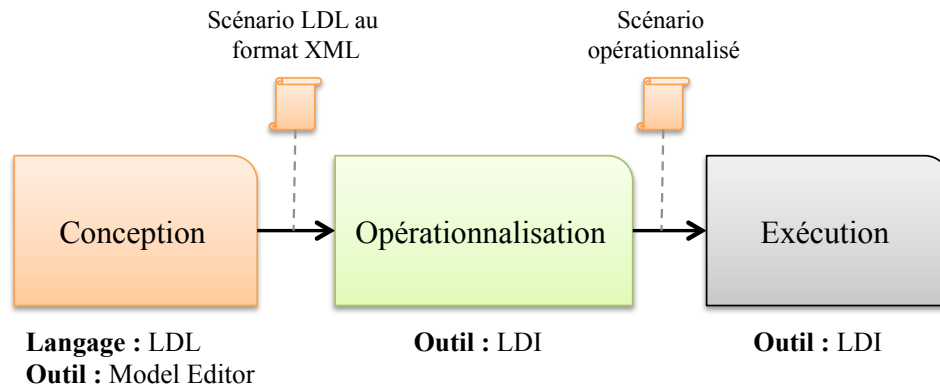 Scénario LDL au
format XML
Scénario
opérationnalisé
Conception
Opérationnalisation
Exécution
Langage : LDL
Outil : Model Editor
Outil : LDI
Outil : LDI